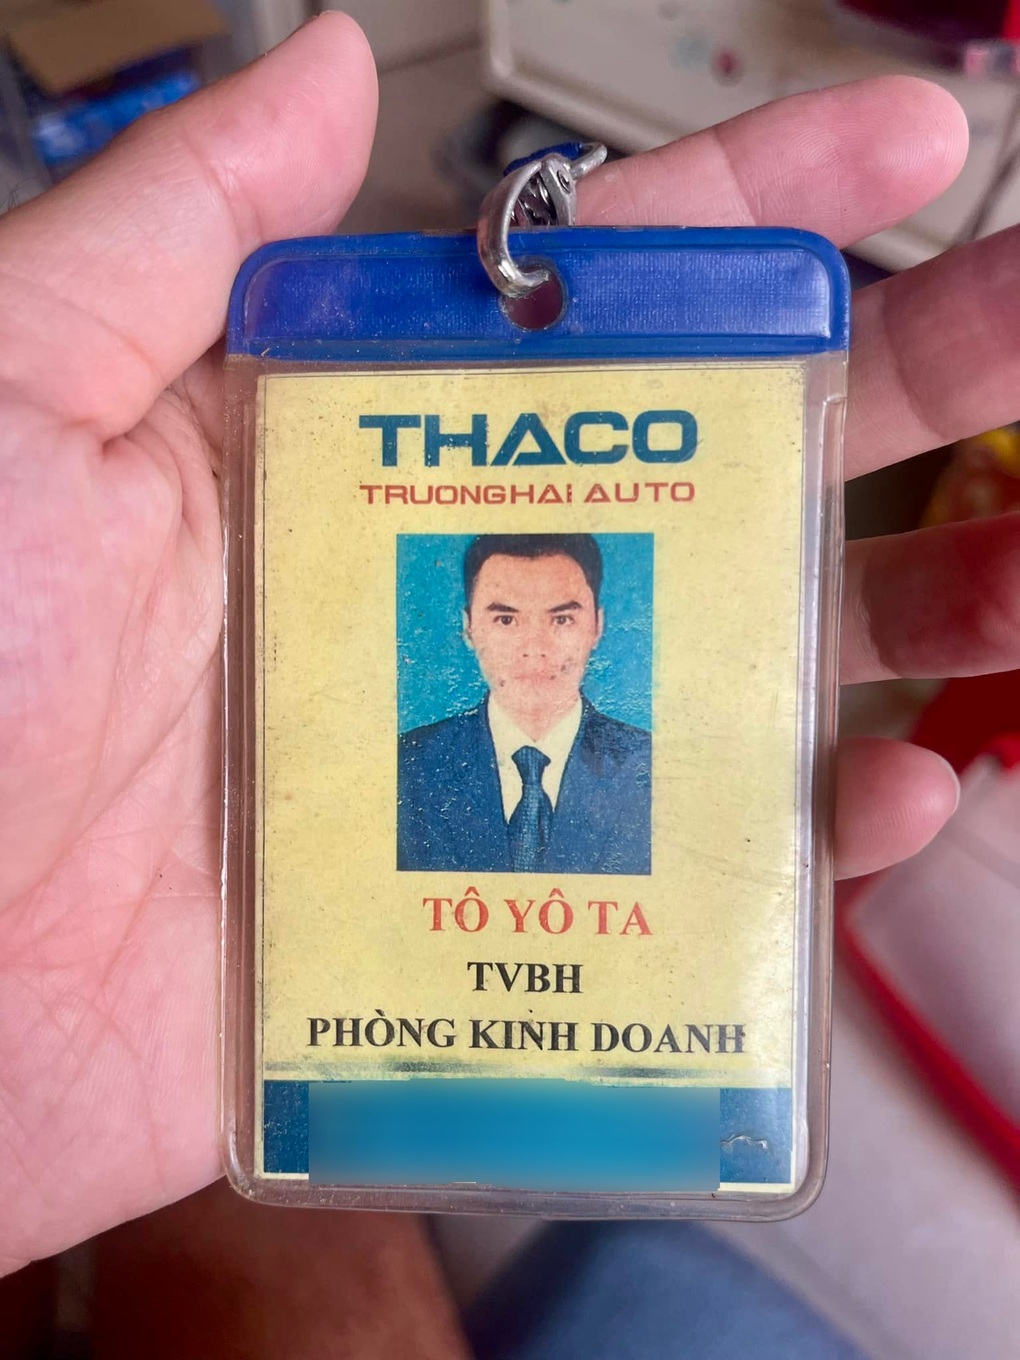 THACO
TRUONGHAI AUTO
TÔ YÔ TA
TVBH
PHÒNG KINH DOANH